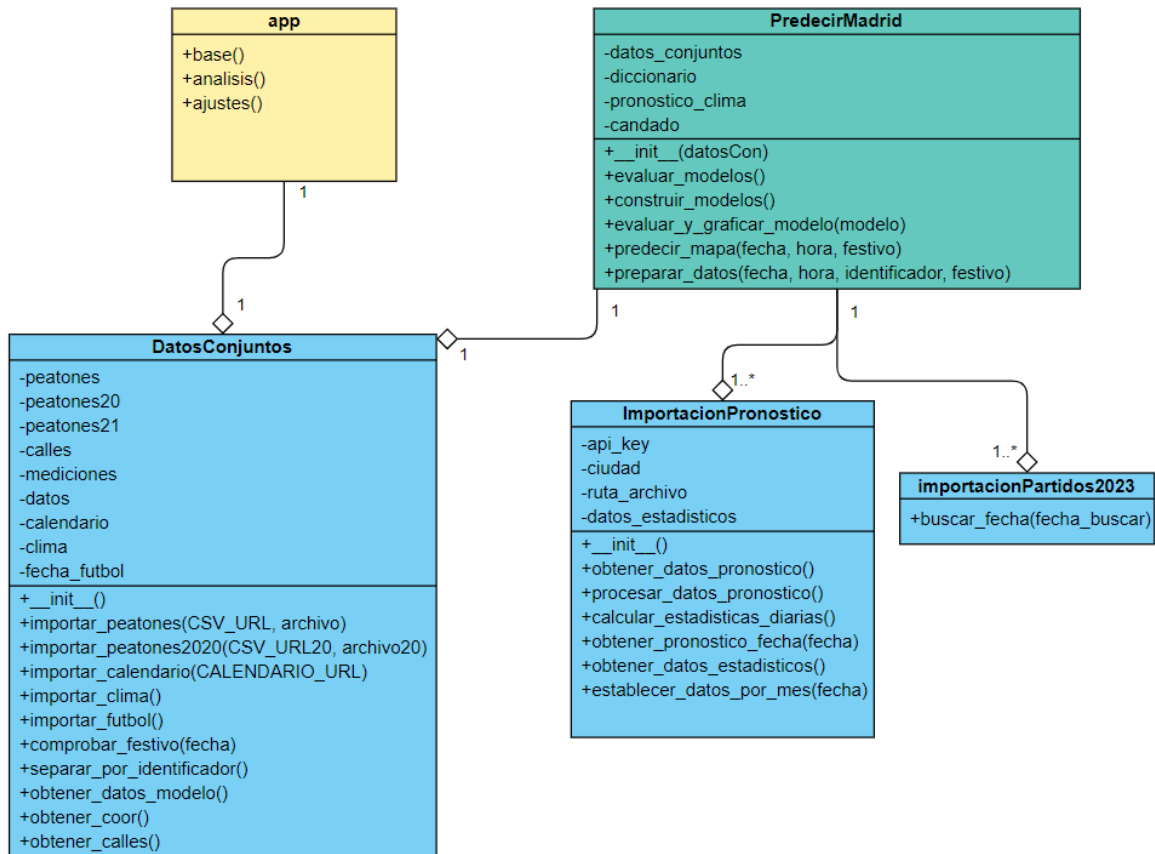 app
+base()
+analisis()
+ajustes()
1
1
PredecirMadrid
-datos_conjuntos
-diccionario
-pronostico_clima
-candado
+__init__(datosCon)
+evaluar_modelos()
+construir_modelos()
+evaluar_y_graficar_modelo(modelo)
+predecir_mapa(fecha, hora, festivo)
+preparar_datos(fecha, hora, identificador, festivo)
1
1
1
1..*
1..*
DatosConjuntos
-peatones
-peatones20
-peatones21
-calles
-mediciones
-datos
-calendario
-clima
-fecha_futbol
+__init__()
+importar_peatones(CSV_URL, archivo)
+importar_peatones2020(CSV_URL20, archivo20)
+importar_calendario(CALENDARIO_URL)
+importar_clima()
+importar_futbol()
+comprobar_festivo(fecha)
+separar_por_identificador()
+obtener_datos_modelo()
+obtener_coor()
+obtener_calles()
ImportacionPronostico
-api_key
-ciudad
-ruta_archivo
-datos_estadisticos
+__init__()
+obtener_datos_pronostico()
+procesar_datos_pronostico()
+calcular_estadisticas_diarias()
+obtener_pronostico_fecha(fecha)
+obtener_datos_estadisticos()
+establecer_datos_por_mes(fecha)
importacionPartidos2023
+buscar_fecha(fecha_buscar)